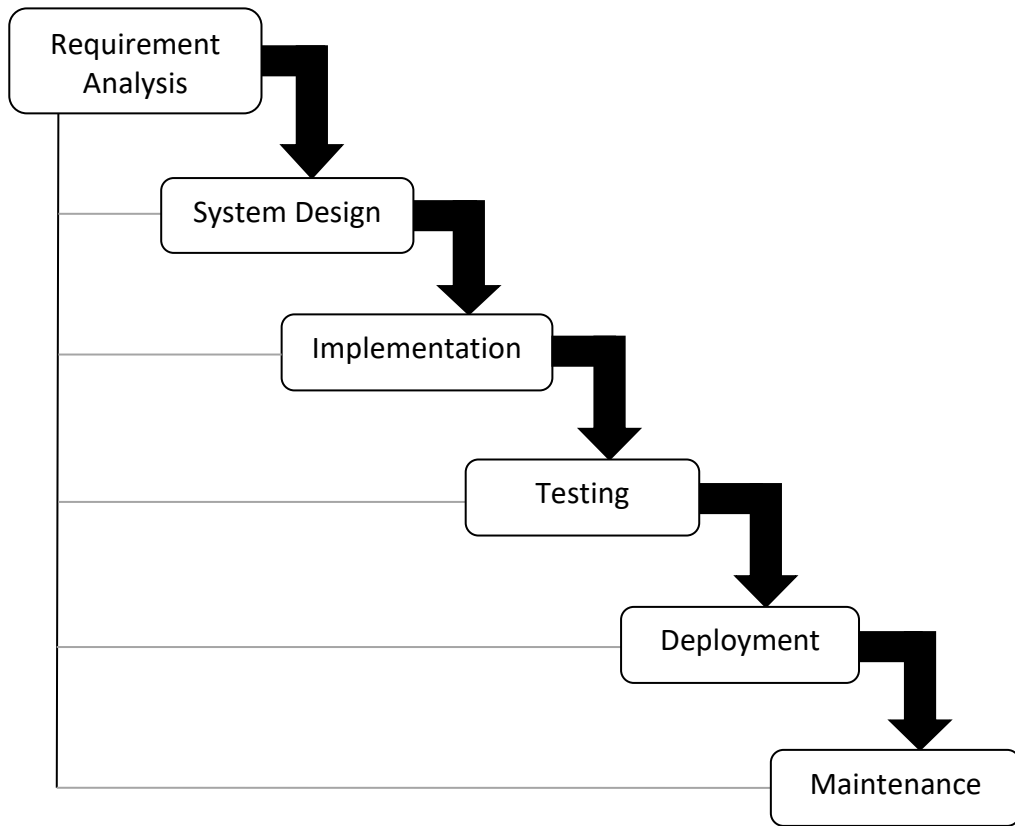 Requirement
Analysis
System Design
Implementation
Testing
Deployment
Maintenance